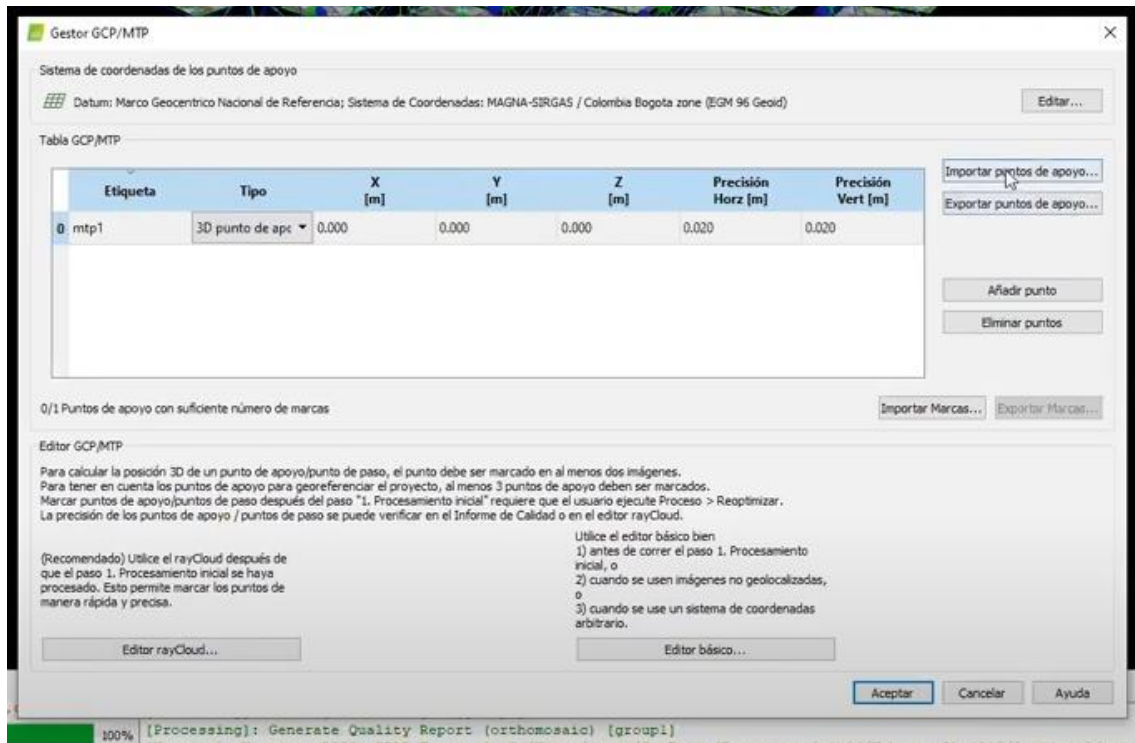 Gestor GCP/MTP
Sistema de coordenadas de los puntos de apoyo
Datum: Marco Geocentrico Nacional de Referencia; Sistema de Coordenadas: MAGNA-SIRGAS / Colombia Bogota zone (EGM 96 Geoid)
Editar...
Tabla GCP/MTP
Etiqueta Tipo X [m] Y [m] Z [m] Precisión Horz [m] Precisión Vert [m]
0 mtp1 3D punto de apc 0.000 0.000 0.000 0.020 0.020
Importar puntos de apoyo...
Exportar puntos de apoyo...
Añadir punto
Eliminar puntos
0/1 Puntos de apoyo con suficiente número de marcas
Importar Marcas... Exportar Marcas...
Editor GCP/MTP
Para calcular la posición 3D de un punto de apoyo/punto de paso, el punto debe ser marcado en al menos dos imágenes.
Para tener en cuenta los puntos de apoyo para georeferenciar el proyecto, al menos 3 puntos de apoyo deben ser marcados.
Marcar puntos de apoyo/puntos de paso después del paso "1. Procesamiento inicial" requiere que el usuario ejecute Proceso > Reoptimizar.
La precisión de los puntos de apoyo / puntos de paso se puede verificar en el Informe de Calidad o en el editor rayCloud.
(Recomendado) Utilice el rayCloud después de
que el paso 1. Procesamiento inicial se haya
procesado. Esto permite marcar los puntos de
manera rápida y precisa.
Editor rayCloud...
Utilice el editor básico bien
1) antes de correr el paso 1. Procesamiento
inicial, o
2) cuando se usen imágenes no geolocalizadas,
o
3) cuando se use un sistema de coordenadas
arbitrario.
Editor básico...
Aceptar Cancelar Ayuda
100% [Processing]: Generate Quality Report (orthomosaic) [group1]